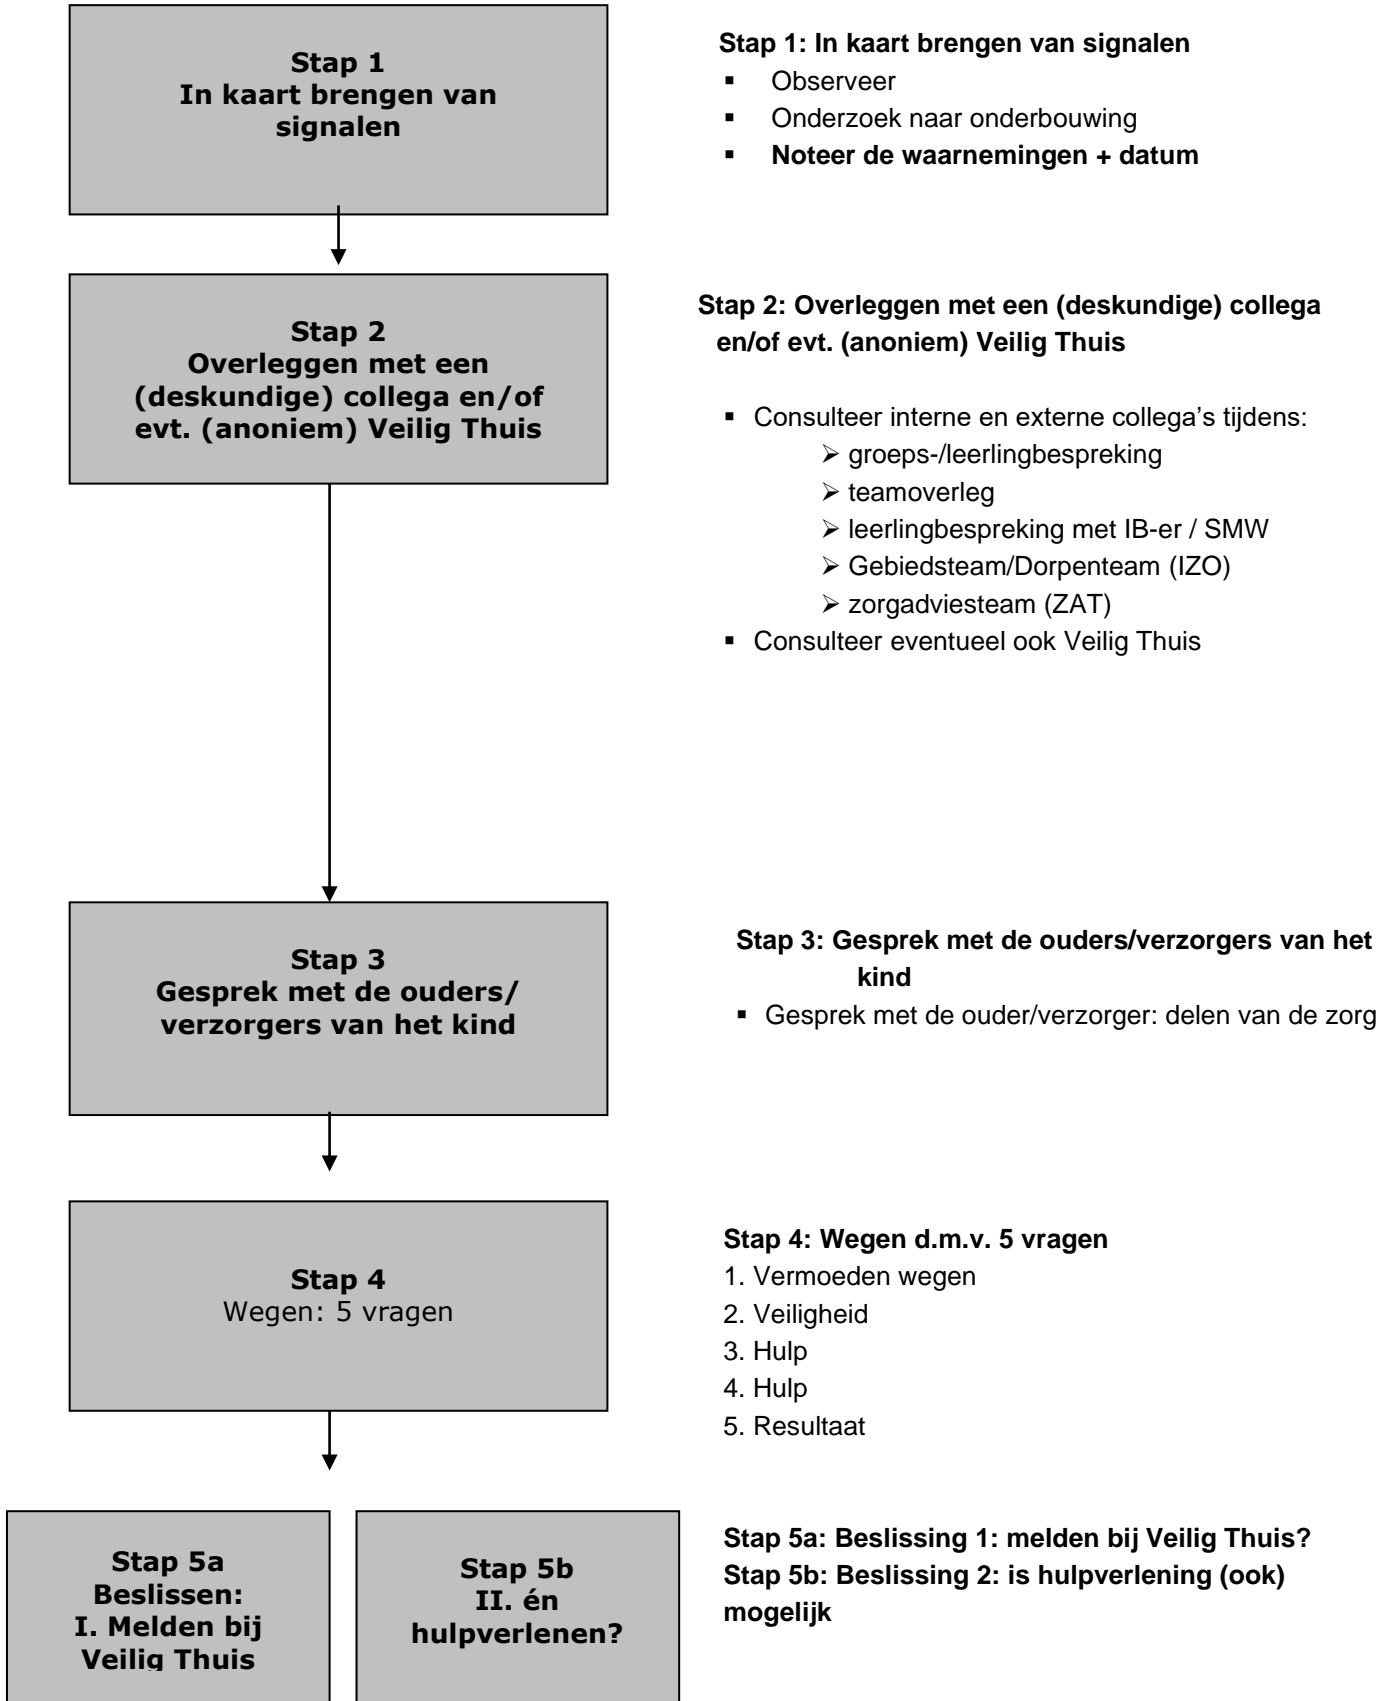 Stap 1
In kaart brengen van
signalen
Stap 1: In kaart brengen van signalen
▪ Observeer
▪ Onderzoek naar onderbouwing
▪ Noteer de waarnemingen + datum
Stap 2
Overleggen met een
(deskundige) collega en/of
evt. (anoniem) Veilig Thuis
Stap 2: Overleggen met een (deskundige) collega
en/of evt. (anoniem) Veilig Thuis
▪ Consulteer interne en externe collega’s tijdens:
➢ groeps-/leerlingbespreking
➢ teamoverleg
➢ leerlingbespreking met IB-er / SMW
➢ Gebiedsteam/Dorpenteam (IZO)
➢ zorgadviesteam (ZAT)
▪ Consulteer eventueel ook Veilig Thuis
Stap 3
Gesprek met de ouders/
verzorgers van het kind
Stap 3: Gesprek met de ouders/verzorgers van het
kind
▪ Gesprek met de ouder/verzorger: delen van de zorg
Stap 4
Wegen: 5 vragen
Stap 4: Wegen d.m.v. 5 vragen
1. Vermoeden wegen
2. Veiligheid
3. Hulp
4. Hulp
5. Resultaat
Stap 5a
Beslissen:
I. Melden bij
Veilig Thuis
Stap 5b
II. én
hulpverlenen?
Stap 5a: Beslissing 1: melden bij Veilig Thuis?
Stap 5b: Beslissing 2: is hulpverlening (ook)
mogelijk